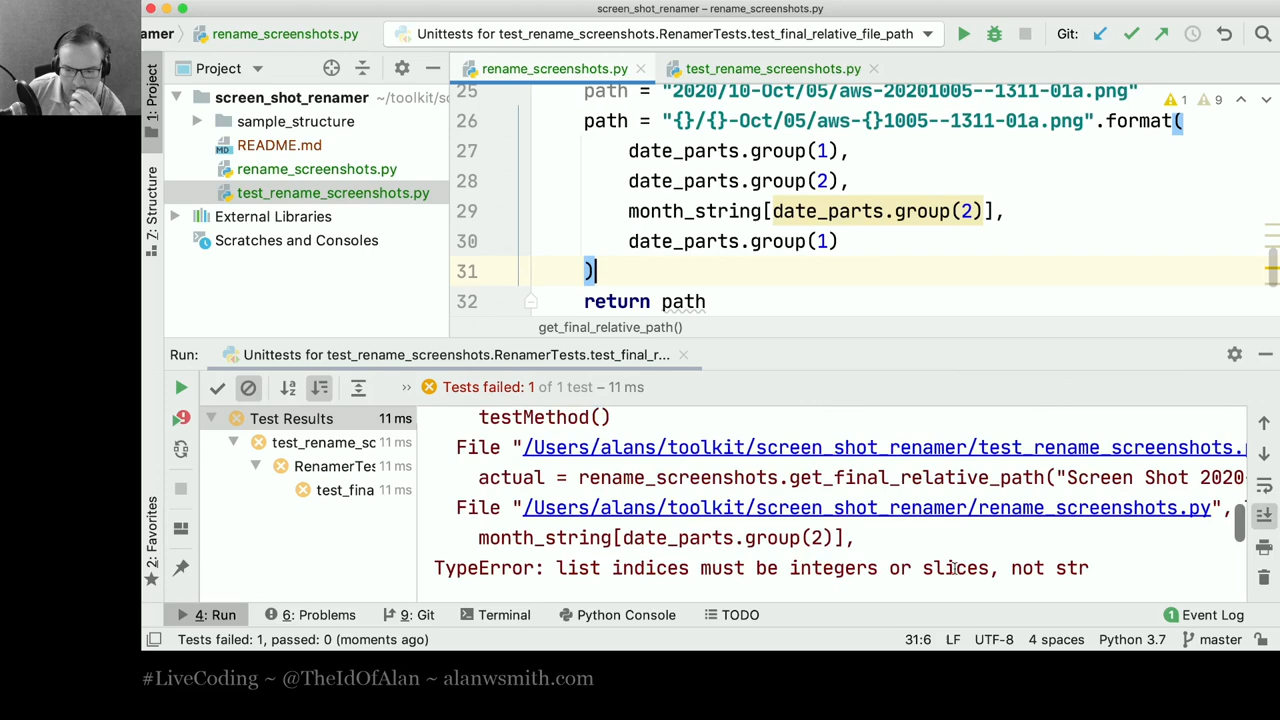 screen_shot_renamer – rename_screenshots.py
amer rename_screenshots.py Unittests for test_rename_screenshots.RenamerTests.test_final_relative_file_path Git:
1: Project
Project
rename_screenshots.py test_rename_screenshots.py
screen_shot_renamer ~/toolkit/sc
sample_structure
README.md
rename_screenshots.py
test_rename_screenshots.py
External Libraries
Scratches and Consoles
7: Structure
1 9
25 path = "2020/10-Oct/05/aws-20201005--1311-01a.png"
26 path = "{}/{}-Oct/05/aws-{}1005--1311-01a.png".format(
27 date_parts.group(1),
28 date_parts.group(2),
29 month_string[date_parts.group(2)],
30 date_parts.group(1)
31 )
32 return path
get_final_relative_path()
Run: Unittests for test_rename_screenshots.RenamerTests.test_final_r...
Tests failed: 1 of 1 test – 11 ms
Test Results 11 ms
test_rename_sc 11 ms
RenamerTe 11 ms
test_fina 11 ms
2: Favorites
testMethod()
File "/Users/alans/toolkit/screen_shot_renamer/test_rename_screenshots.
actual = rename_screenshots.get_final_relative_path("Screen Shot 2020
File "/Users/alans/toolkit/screen_shot_renamer/rename_screenshots.py",
month_string[date_parts.group(2)],
TypeError: list indices must be integers or slices, not str
4: Run 6: Problems 9: Git Terminal Python Console TODO 1 Event Log
Tests failed: 1, passed: 0 (moments ago) 31:6 LF UTF-8 4 spaces Python 3.7 master
#LiveCoding ~ @TheIdOfAlan ~ alanwsmith.com